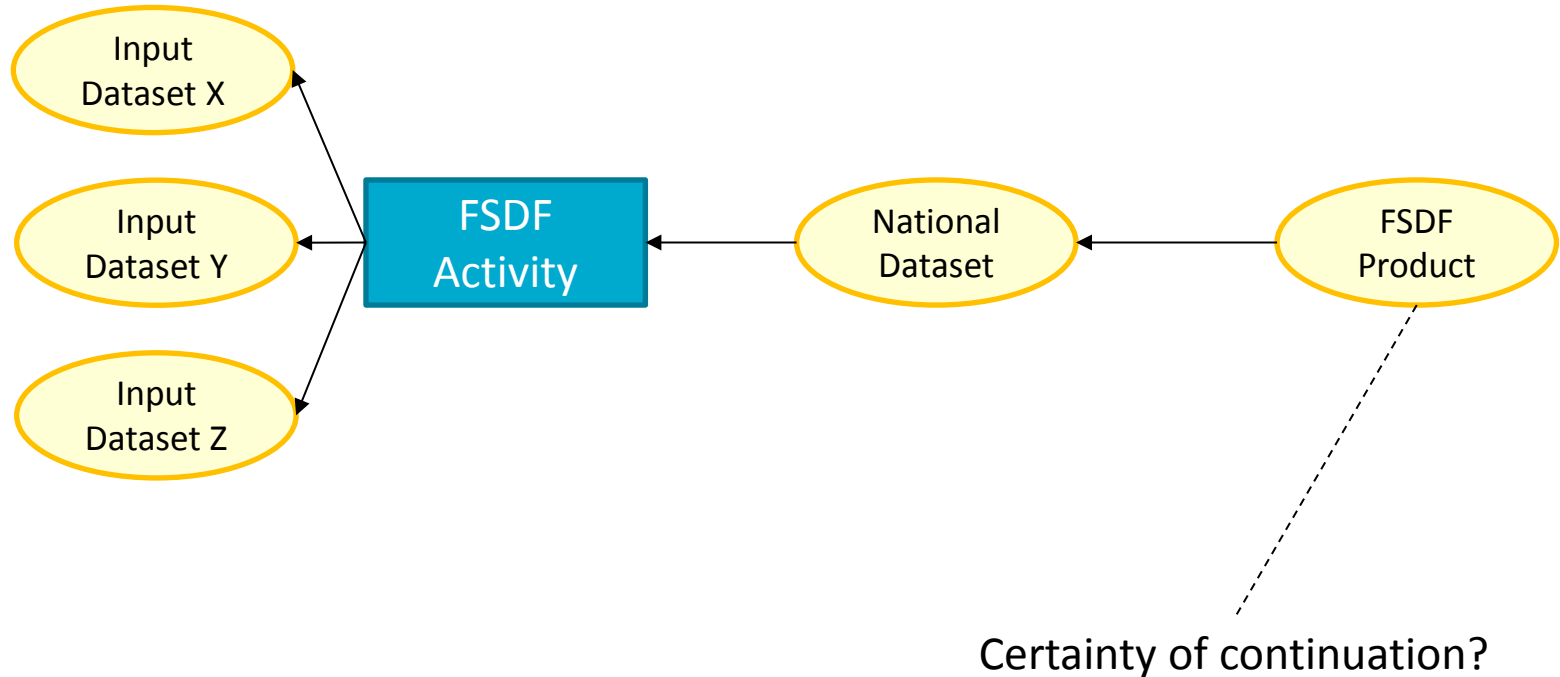 Input
Dataset X
Input
Dataset Y
Input
Dataset Z
FSDF
Activity
National
Dataset
FSDF
Product
Certainty of continuation?